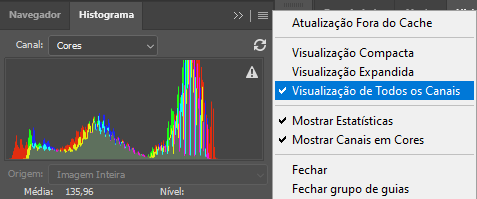 Navegador Histograma
Canal: Cores
Origem: Imagem Inteira
Média: 135,96 Nível:
Atualização Fora do Cache
Visualização Compacta
Visualização Expandida
Visualização de Todos os Canais
Mostrar Estatísticas
Mostrar Canais em Cores
Fechar
Fechar grupo de guias